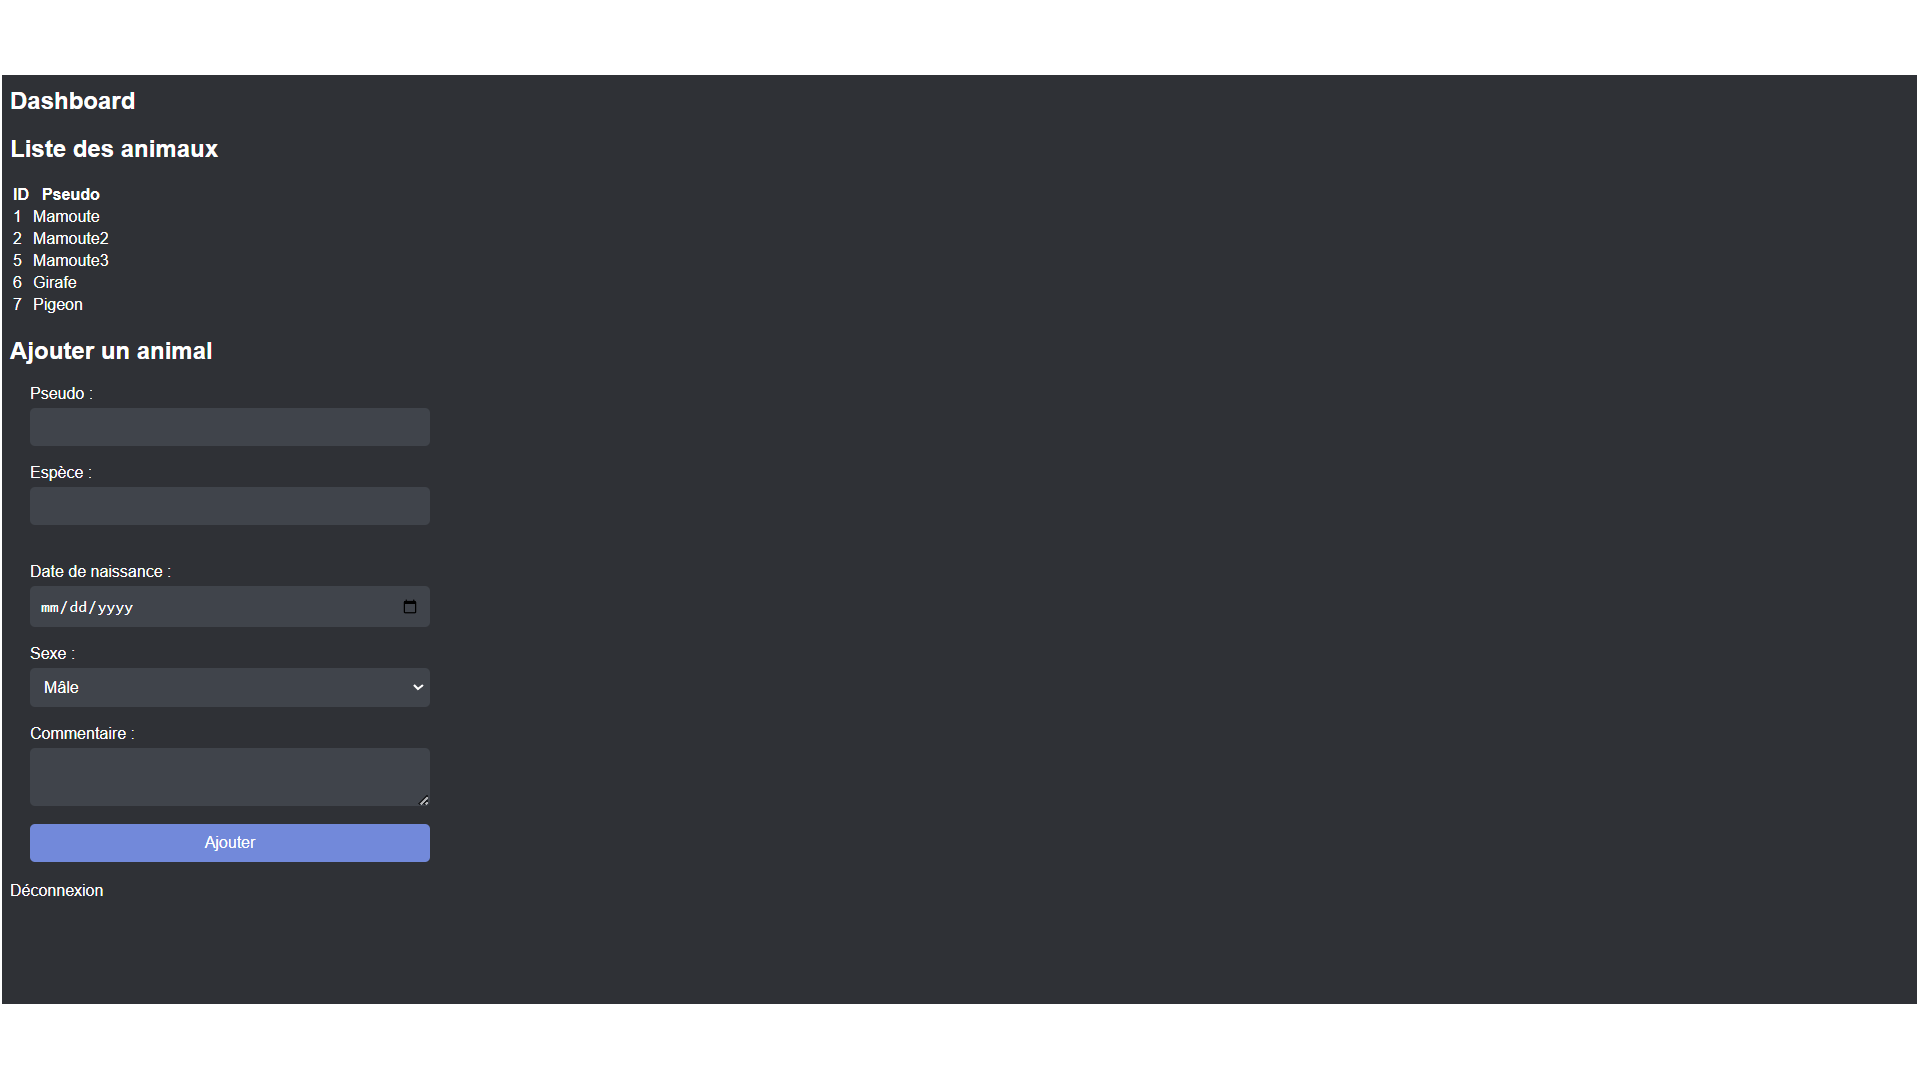 Dashboard
Liste des animaux
ID Pseudo
1 Mamoute
2 Mamoute2
5 Mamoute3
6 Girafe
7 Pigeon
Ajouter un animal
Pseudo :
Espèce :
Date de naissance :
mm/dd/yyyy
Sexe :
Mâle
Commentaire :
Ajouter
Déconnexion